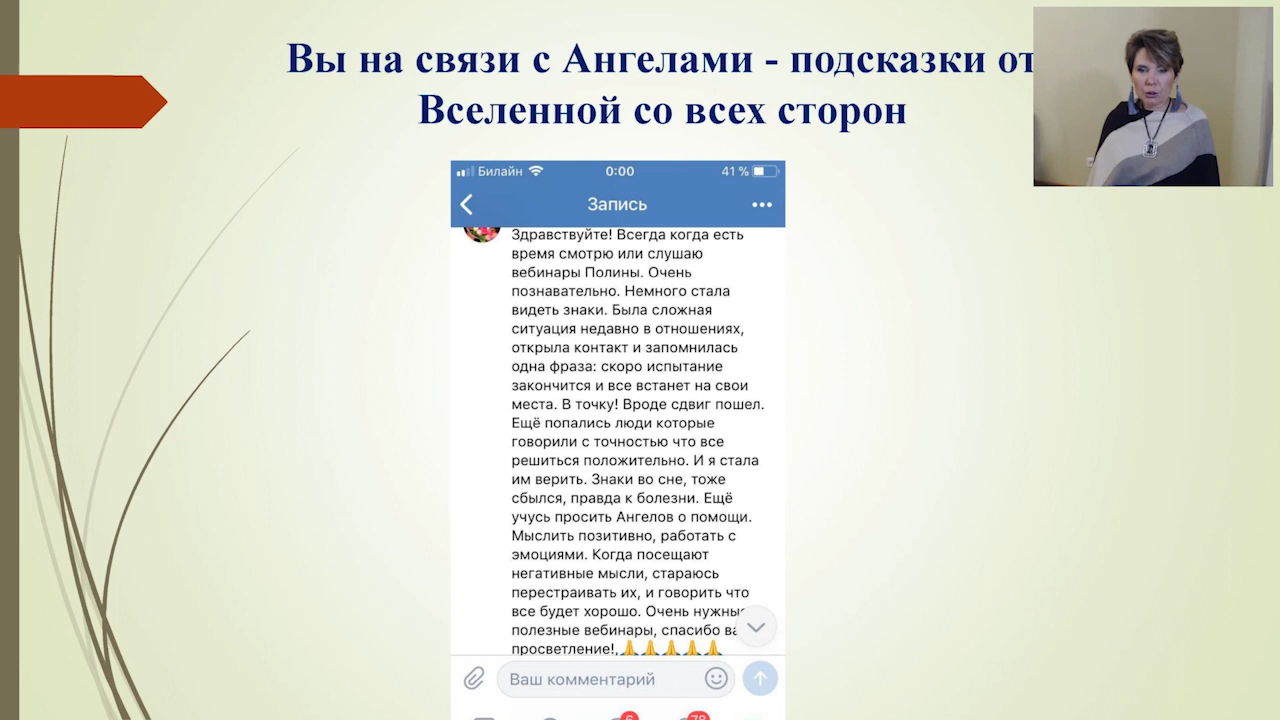 Вы на связи с Ангелами - подсказки от
Вселенной со всех сторон
Билайн 0:00 41 %
Запись
Здравствуйте! Всегда когда есть
время смотрю или слушаю
вебинары Полины. Очень
познавательно. Немного стала
видеть знаки. Была сложная
ситуация недавно в отношениях,
открыла контакт и запомнилась
одна фраза: скоро испытание
закончится и все встанет на свои
места. В точку! Вроде сдвиг пошел.
Ещё попались люди которые
говорили с точностью что все
решиться положительно. И я стала
им верить. Знаки во сне, тоже
сбылся, правда к болезни. Ещё
учусь просить Ангелов о помощи.
Мыслить позитивно, работать с
эмоциями. Когда посещают
негативные мысли, стараюсь
перестраивать их, и говорить что
все будет хорошо. Очень нужные
полезные вебинары, спасибо
просветление!,🙏🙏🙏🙏🙏
Ваш комментарий
6 78